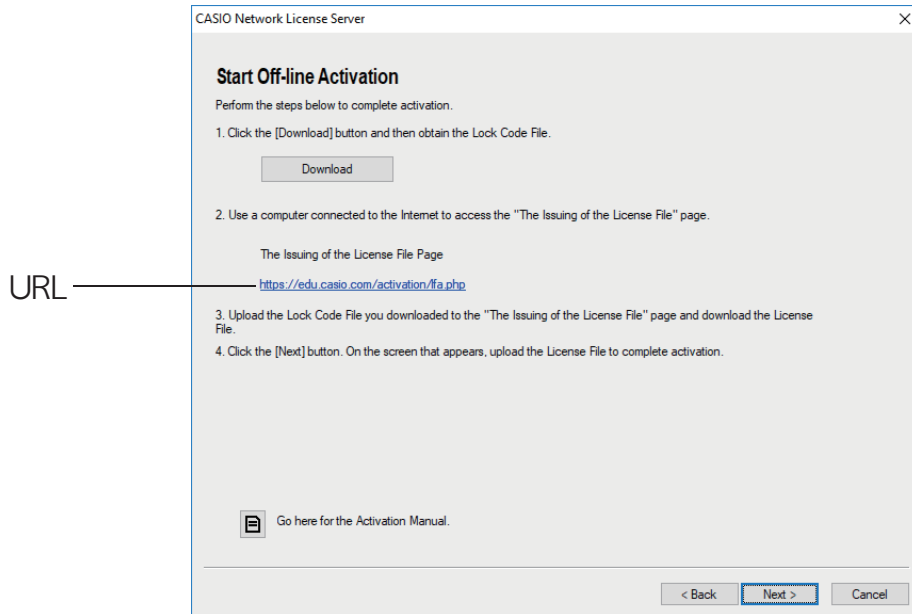 CASIO Network License Server
Start Off-line Activation
Perform the steps below to complete activation.
1. Click the [Download] button and then obtain the Lock Code File.
Download
2. Use a computer connected to the Internet to access the "The Issuing of the License File" page.
The Issuing of the License File Page
URL
https://edu.casio.com/activation/lfa.php
3. Upload the Lock Code File you downloaded to the "The Issuing of the License File" page and download the License
File.
4. Click the [Next] button. On the screen that appears, upload the License File to complete activation.
Go here for the Activation Manual.
< Back
Next >
Cancel